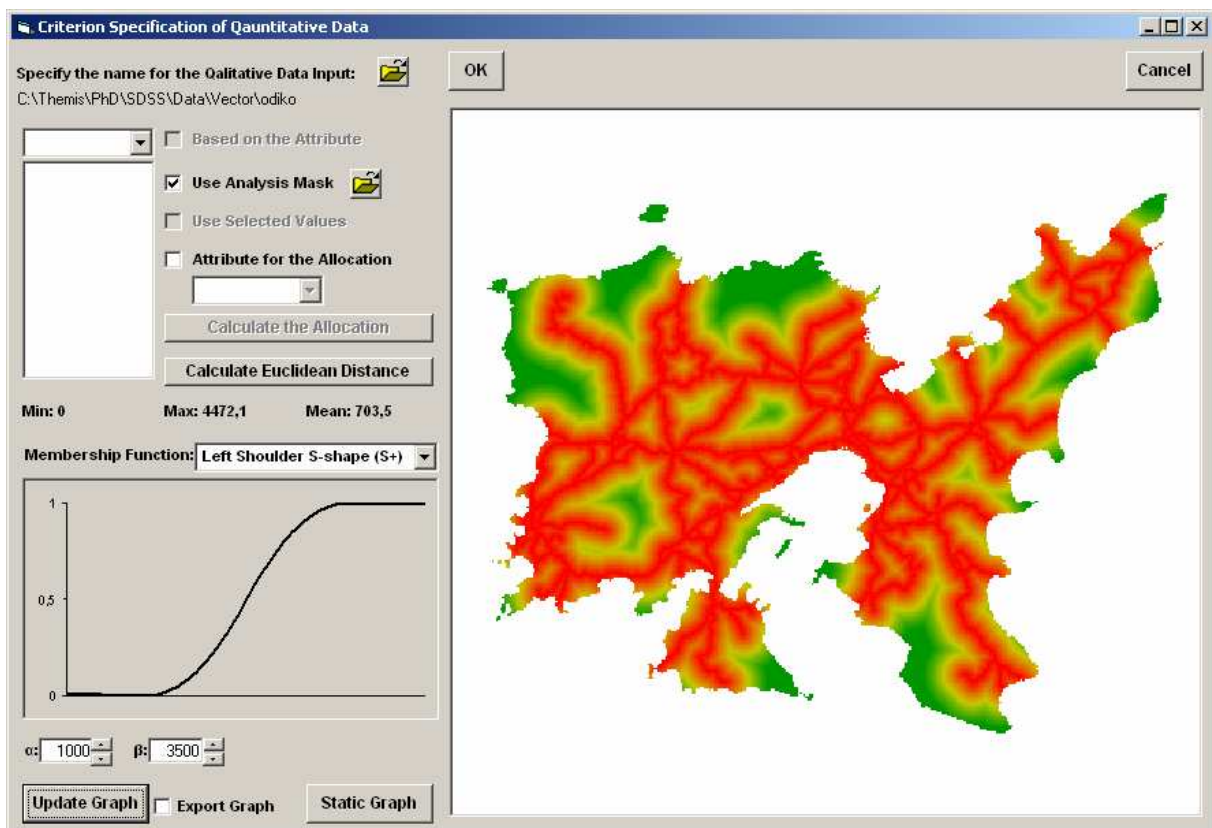 Criterion Specification of Qauntitative Data
Specify the name for the Qalitative Data Input:
C:\Themis\PhD\SDSS\Data\Vector\odiko
OK
Cancel
Based on the Attribute
Use Analysis Mask
Use Selected Values
Attribute for the Allocation
Calculate the Allocation
Calculate Euclidean Distance
Min: 0 Max: 4472,1 Mean: 703,5
Membership Function: Left Shoulder S-shape (S+)
1
0,5
0
α: 1000 β: 3500
Update Graph Export Graph Static Graph